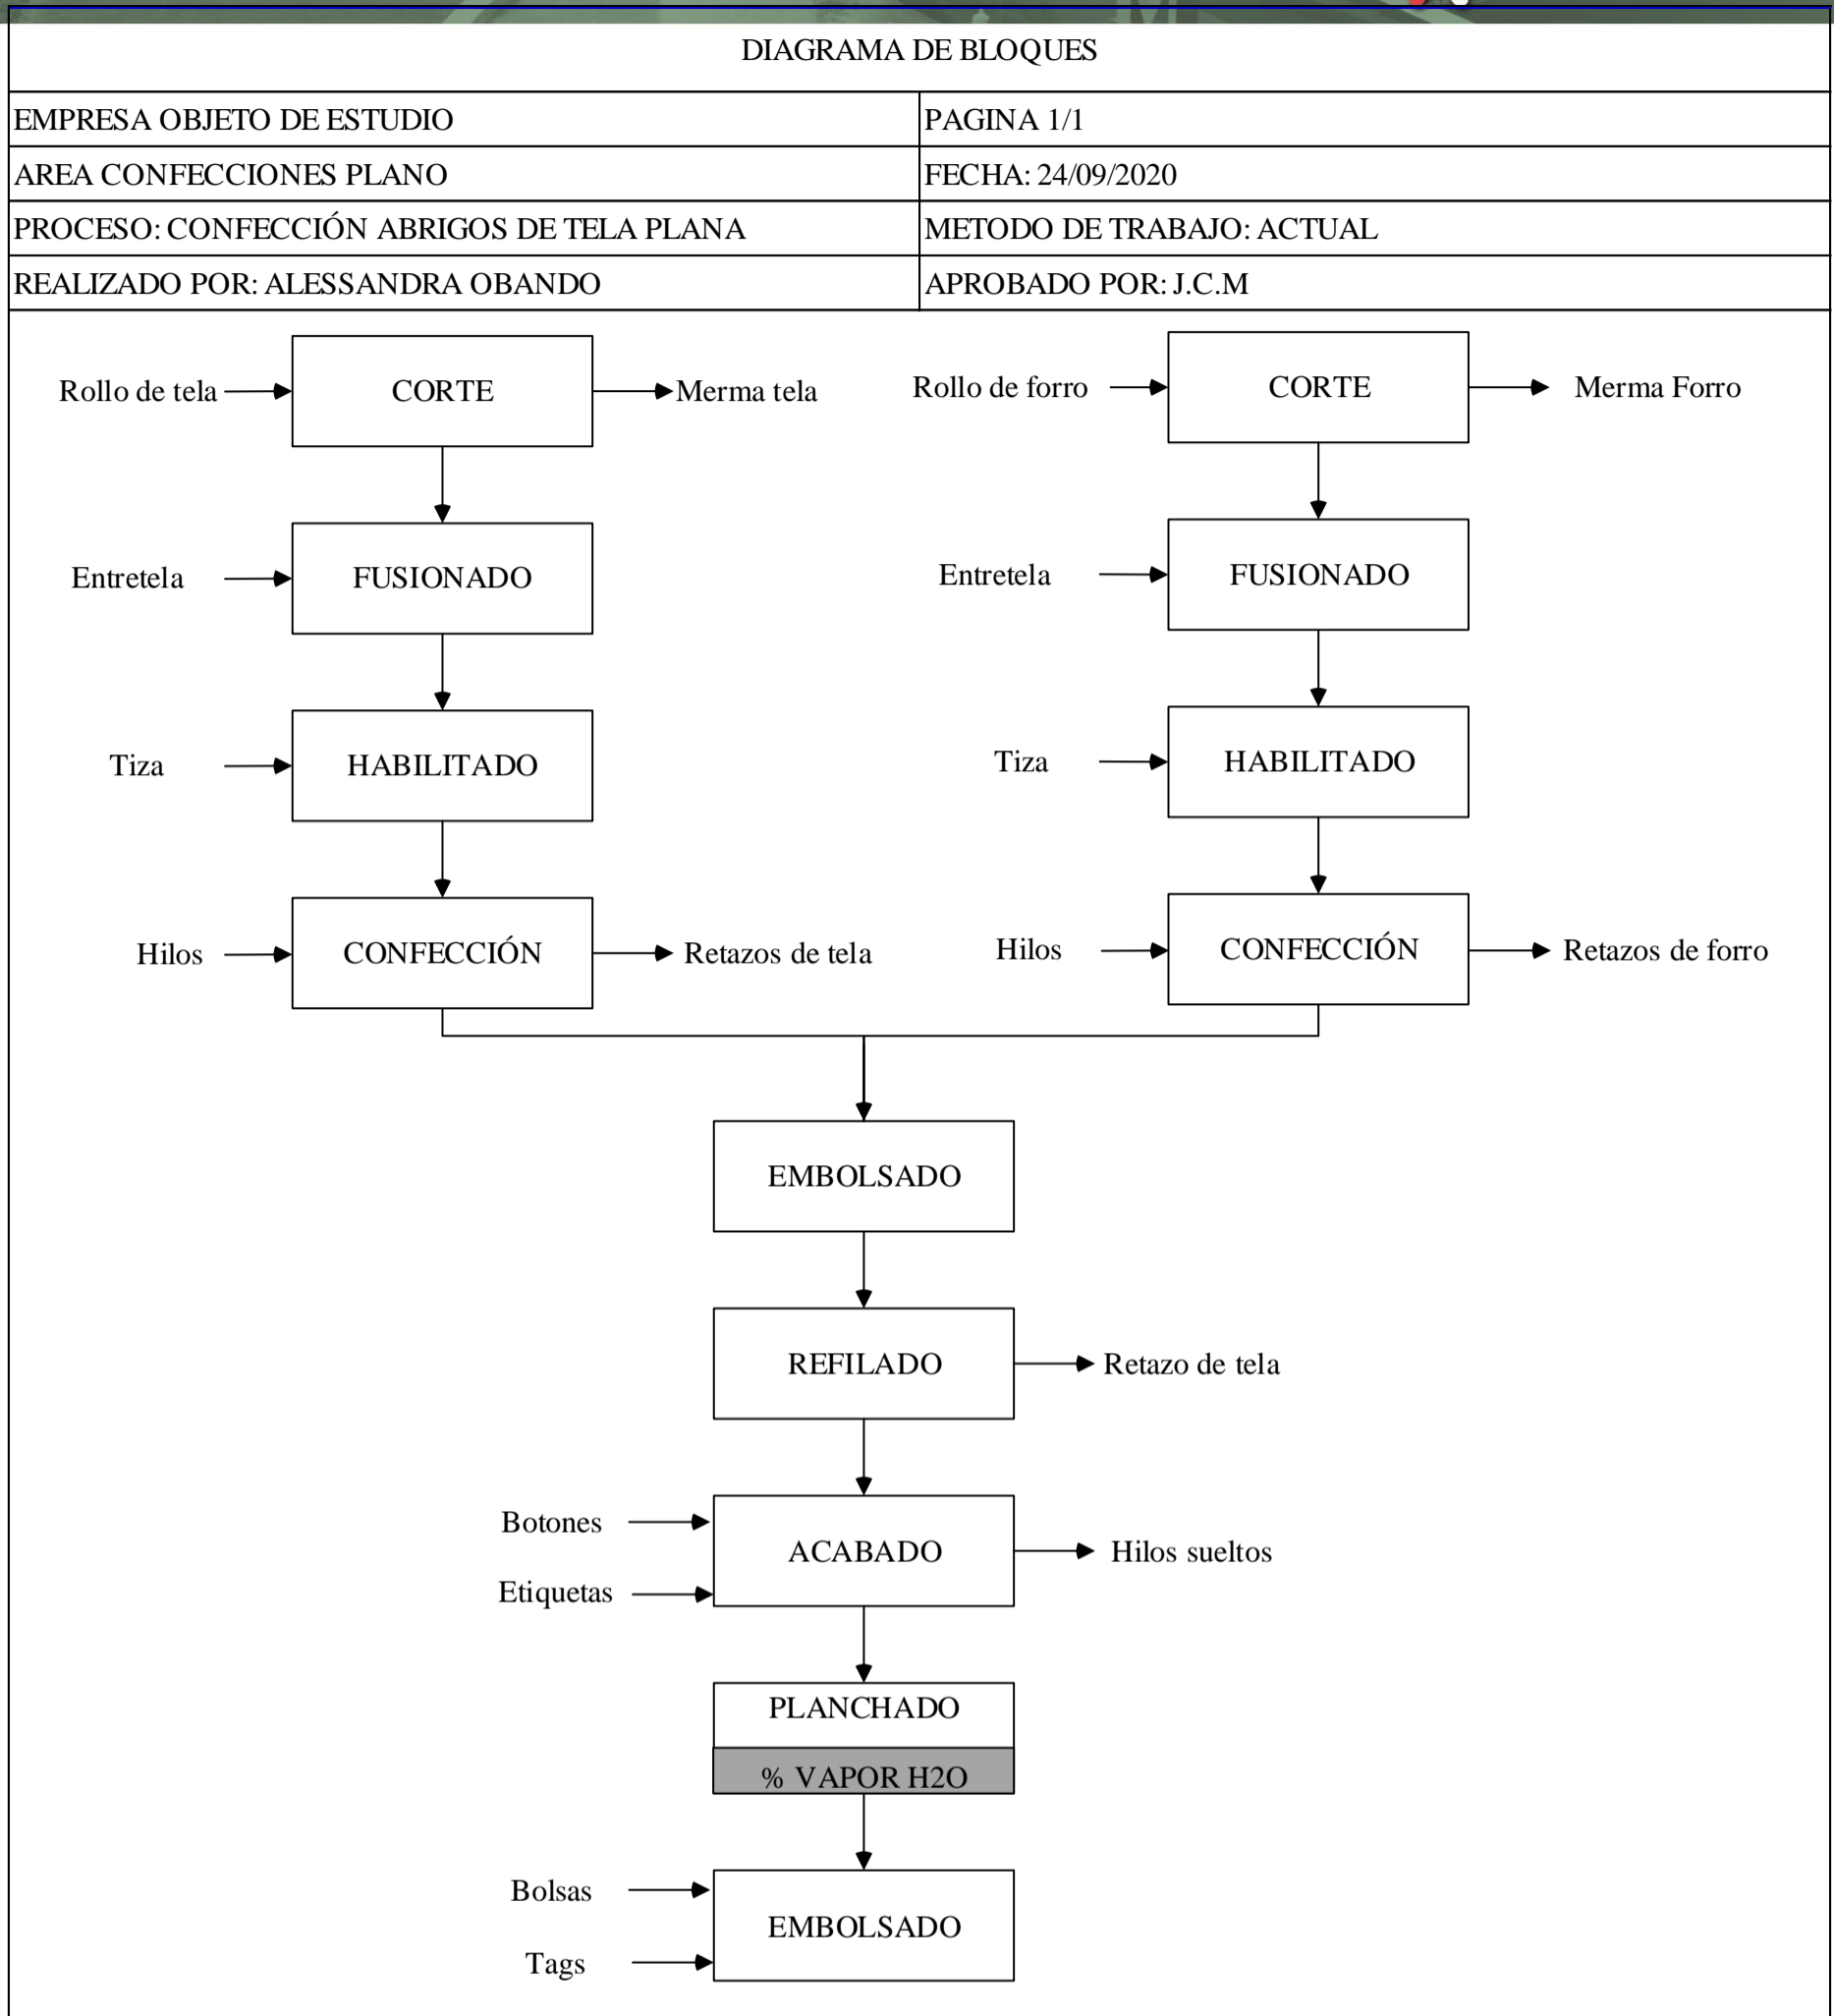 DIAGRAMA DE BLOQUES
EMPRESA OBJETO DE ESTUDIO
PAGINA 1/1
AREA CONFECCIONES PLANO
FECHA: 24/09/2020
PROCESO: CONFECCIÓN ABRIGOS DE TELA PLANA
METODO DE TRABAJO: ACTUAL
REALIZADO POR: ALESSANDRA OBANDO
APROBADO POR: J.C.M
Rollo de tela
CORTE
Merma tela
Rollo de forro
CORTE
Merma Forro
Entretela
FUSIONADO
Entretela
FUSIONADO
Tiza
HABILITADO
Tiza
HABILITADO
Hilos
CONFECCIÓN
Retazos de tela
Hilos
CONFECCIÓN
Retazos de forro
EMBOLSADO
REFILADO
Retazo de tela
Botones
ACABADO
Hilos sueltos
Etiquetas
PLANCHADO
% VAPOR H2O
Bolsas
EMBOLSADO
Tags